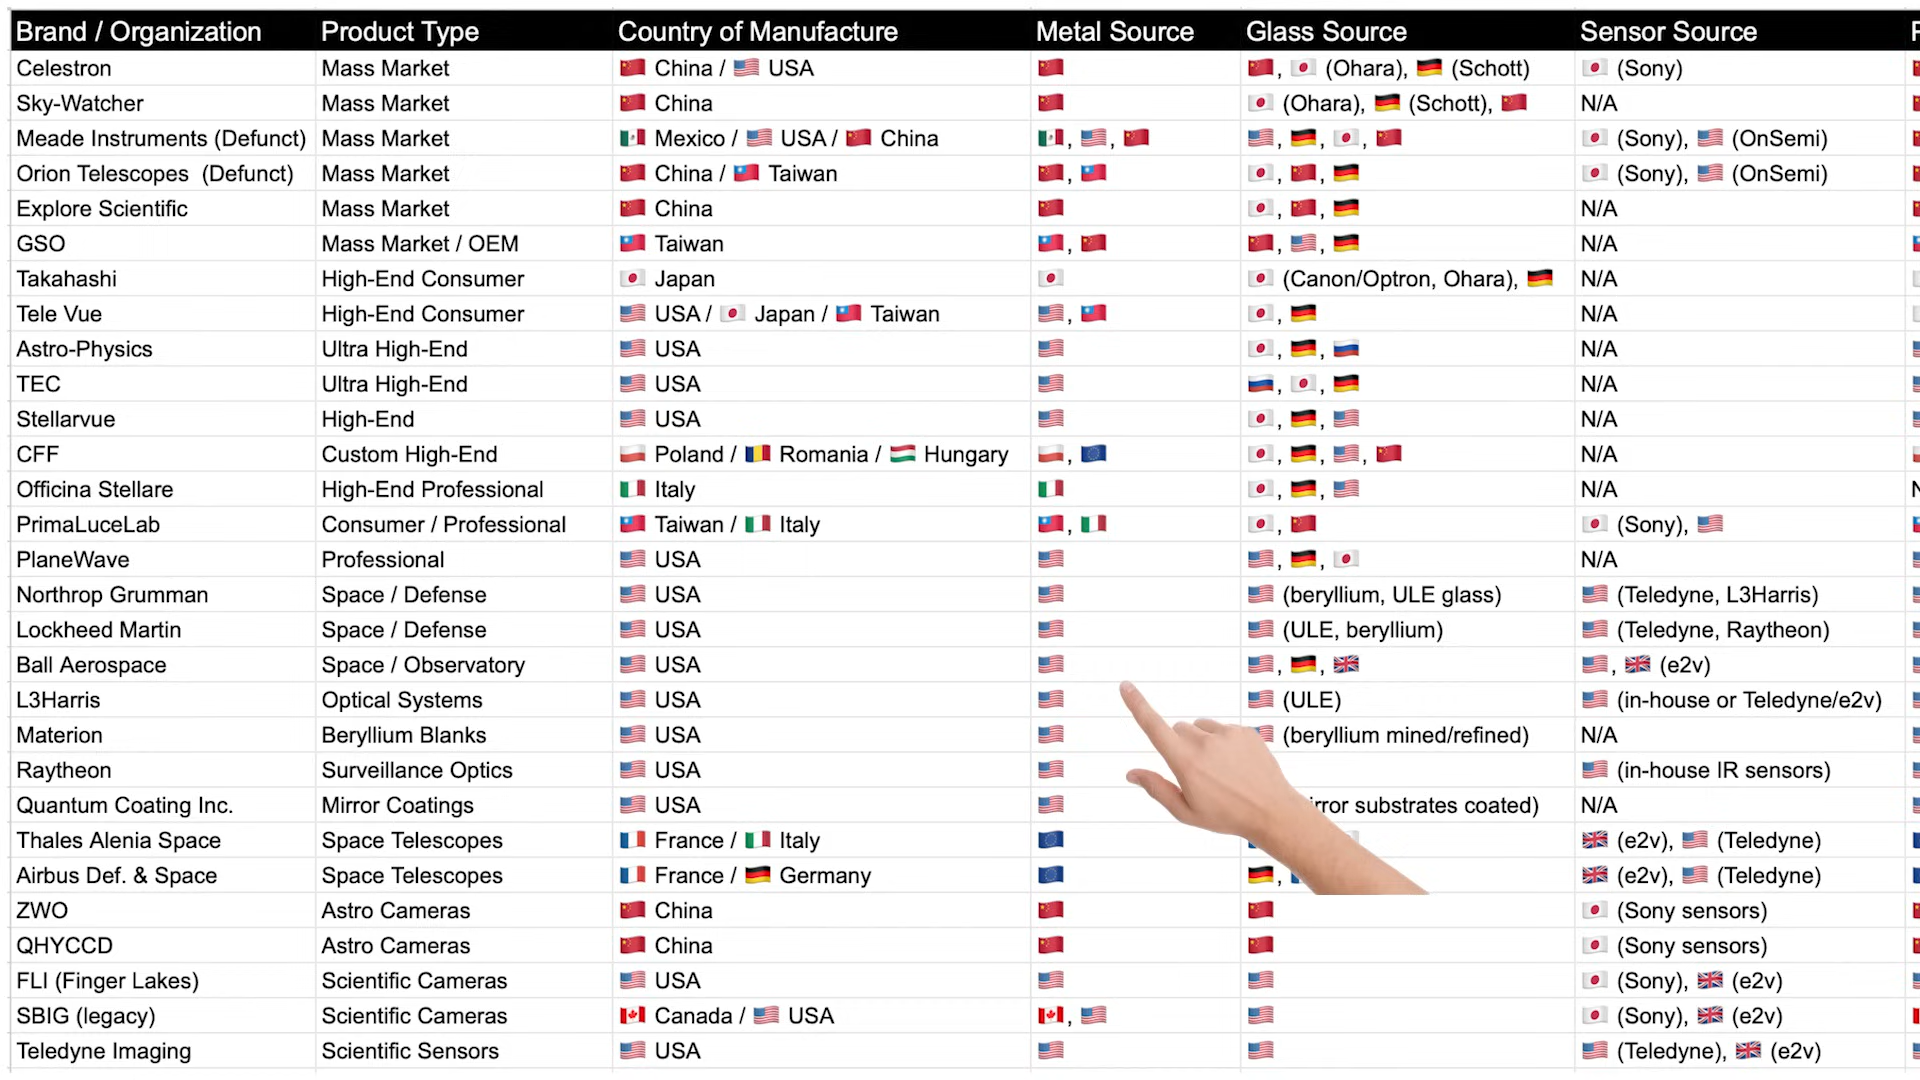 Brand / Organization Product Type Country of Manufacture Metal Source Glass Source Sensor Source
Celestron Mass Market 🇨🇳 China / 🇺🇸 USA 🇨🇳 🇨🇳, 🇯🇵 (Ohara), 🇩🇪 (Schott) 🇯🇵 (Sony)
Sky-Watcher Mass Market 🇨🇳 China 🇨🇳 🇯🇵 (Ohara), 🇩🇪 (Schott), 🇨🇳 N/A
Meade Instruments (Defunct) Mass Market 🇲🇽 Mexico / 🇺🇸 USA / 🇨🇳 China 🇲🇽, 🇺🇸, 🇨🇳 🇺🇸, 🇩🇪, 🇯🇵, 🇨🇳 🇯🇵 (Sony), 🇺🇸 (OnSemi)
Orion Telescopes (Defunct) Mass Market 🇨🇳 China / 🇹🇼 Taiwan 🇨🇳, 🇹🇼 🇯🇵, 🇨🇳, 🇩🇪 🇯🇵 (Sony), 🇺🇸 (OnSemi)
Explore Scientific Mass Market 🇨🇳 China 🇨🇳 🇯🇵, 🇨🇳, 🇩🇪 N/A
GSO Mass Market / OEM 🇹🇼 Taiwan 🇹🇼, 🇨🇳 🇨🇳, 🇺🇸, 🇩🇪 N/A
Takahashi High-End Consumer 🇯🇵 Japan 🇯🇵 🇯🇵 (Canon/Optron, Ohara), 🇩🇪 N/A
Tele Vue High-End Consumer 🇺🇸 USA / 🇯🇵 Japan / 🇹🇼 Taiwan 🇺🇸, 🇹🇼 🇯🇵, 🇩🇪 N/A
Astro-Physics Ultra High-End 🇺🇸 USA 🇺🇸 🇯🇵, 🇩🇪, 🇷🇺 N/A
TEC Ultra High-End 🇺🇸 USA 🇺🇸 🇷🇺, 🇯🇵, 🇩🇪 N/A
Stellarvue High-End 🇺🇸 USA 🇺🇸 🇯🇵, 🇩🇪, 🇺🇸 N/A
CFF Custom High-End 🇵🇱 Poland / 🇷🇴 Romania / 🇭🇺 Hungary 🇵🇱, 🇪🇺 🇯🇵, 🇩🇪, 🇺🇸, 🇨🇳 N/A
Officina Stellare High-End Professional 🇮🇹 Italy 🇮🇹 🇯🇵, 🇩🇪, 🇺🇸 N/A
PrimaLuceLab Consumer / Professional 🇹🇼 Taiwan / 🇮🇹 Italy 🇹🇼, 🇮🇹 🇯🇵, 🇨🇳 🇯🇵 (Sony), 🇺🇸
PlaneWave Professional 🇺🇸 USA 🇺🇸 🇺🇸, 🇩🇪, 🇯🇵 N/A
Northrop Grumman Space / Defense 🇺🇸 USA 🇺🇸 🇺🇸 (beryllium, ULE glass) 🇺🇸 (Teledyne, L3Harris)
Lockheed Martin Space / Defense 🇺🇸 USA 🇺🇸 🇺🇸 (ULE, beryllium) 🇺🇸 (Teledyne, Raytheon)
Ball Aerospace Space / Observatory 🇺🇸 USA 🇺🇸 🇺🇸, 🇩🇪, 🇬🇧 🇺🇸, 🇬🇧 (e2v)
L3Harris Optical Systems 🇺🇸 USA 🇺🇸 🇺🇸 (ULE) 🇺🇸 (in-house or Teledyne/e2v)
Materion Beryllium Blanks 🇺🇸 USA 🇺🇸 🇺🇸 (beryllium mined/refined) N/A
Raytheon Surveillance Optics 🇺🇸 USA 🇺🇸 🇺🇸 (in-house IR sensors)
Quantum Coating Inc. Mirror Coatings 🇺🇸 USA 🇺🇸 substrates coated) N/A
Thales Alenia Space Space Telescopes 🇫🇷 France / 🇮🇹 Italy 🇪🇺 🇬🇧 (e2v), 🇺🇸 (Teledyne)
Airbus Def. & Space Space Telescopes 🇫🇷 France / 🇩🇪 Germany 🇪🇺 🇩🇪, 🇬🇧 (e2v), 🇺🇸 (Teledyne)
ZWO Astro Cameras 🇨🇳 China 🇨🇳 🇨🇳 🇯🇵 (Sony sensors)
QHYCCD Astro Cameras 🇨🇳 China 🇨🇳 🇨🇳 🇯🇵 (Sony sensors)
FLI (Finger Lakes) Scientific Cameras 🇺🇸 USA 🇺🇸 🇺🇸 🇯🇵 (Sony), 🇬🇧 (e2v)
SBIG (legacy) Scientific Cameras 🇨🇦 Canada / 🇺🇸 USA 🇨🇦, 🇺🇸 🇺🇸 🇯🇵 (Sony), 🇬🇧 (e2v)
Teledyne Imaging Scientific Sensors 🇺🇸 USA 🇺🇸 🇺🇸 🇺🇸 (Teledyne), 🇬🇧 (e2v)